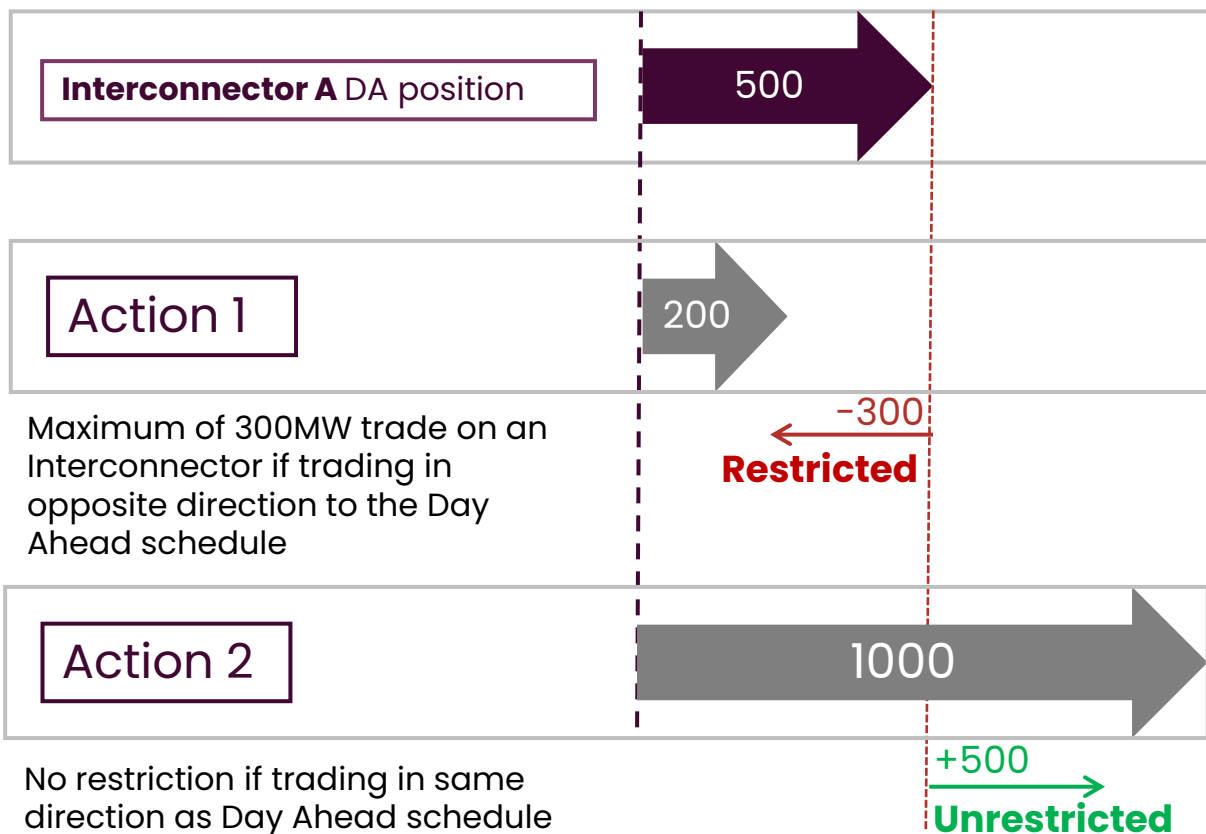 Interconnector A DA position
500
Action 1
200
-300
Restricted
Maximum of 300MW trade on an
Interconnector if trading in
opposite direction to the Day
Ahead schedule
Action 2
1000
+500
Unrestricted
No restriction if trading in same
direction as Day Ahead schedule